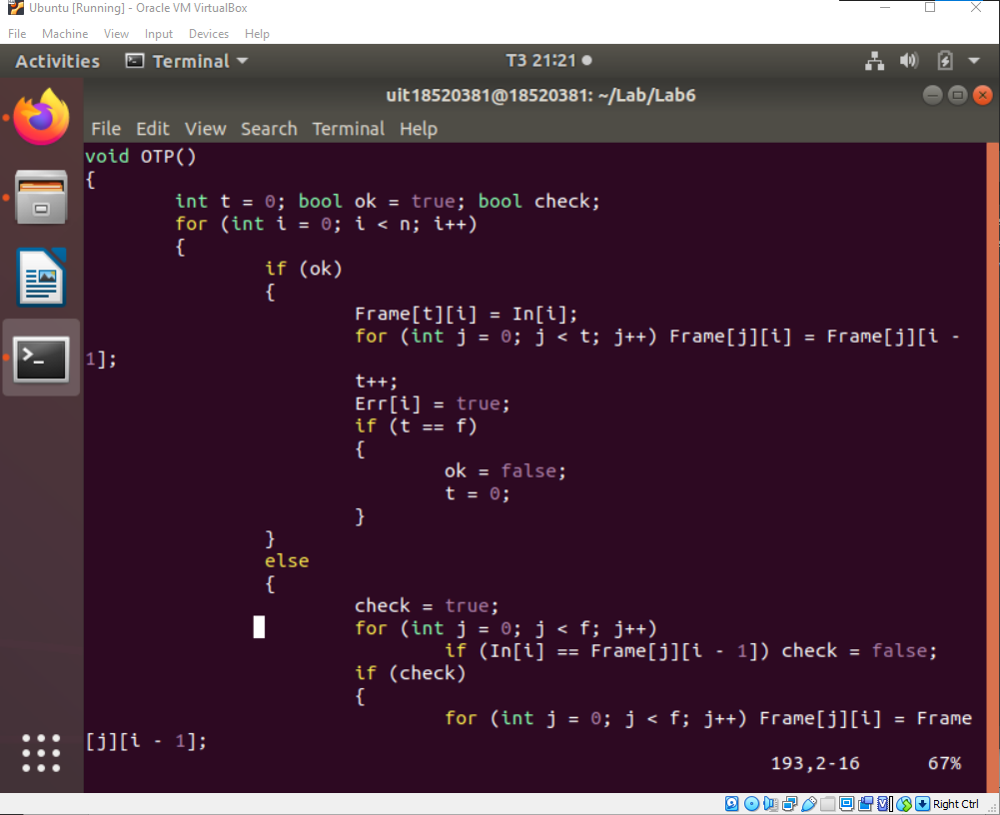 Ubuntu [Running] - Oracle VM VirtualBox
File Machine View Input Devices Help
Activities Terminal T3 21:21
uit18520381@18520381: ~/Lab/Lab6
File Edit View Search Terminal Help
void OTP()
{
int t = 0; bool ok = true; bool check;
for (int i = 0; i < n; i++)
{
if (ok)
{
Frame[t][i] = In[i];
for (int j = 0; j < t; j++) Frame[j][i] = Frame[j][i -
1];
t++;
Err[i] = true;
if (t == f)
{
ok = false;
t = 0;
}
}
else
{
check = true;
for (int j = 0; j < f; j++)
if (In[i] == Frame[j][i - 1]) check = false;
if (check)
{
for (int j = 0; j < f; j++) Frame[j][i] = Frame
[j][i - 1];
193,2-16 67%
Right Ctrl